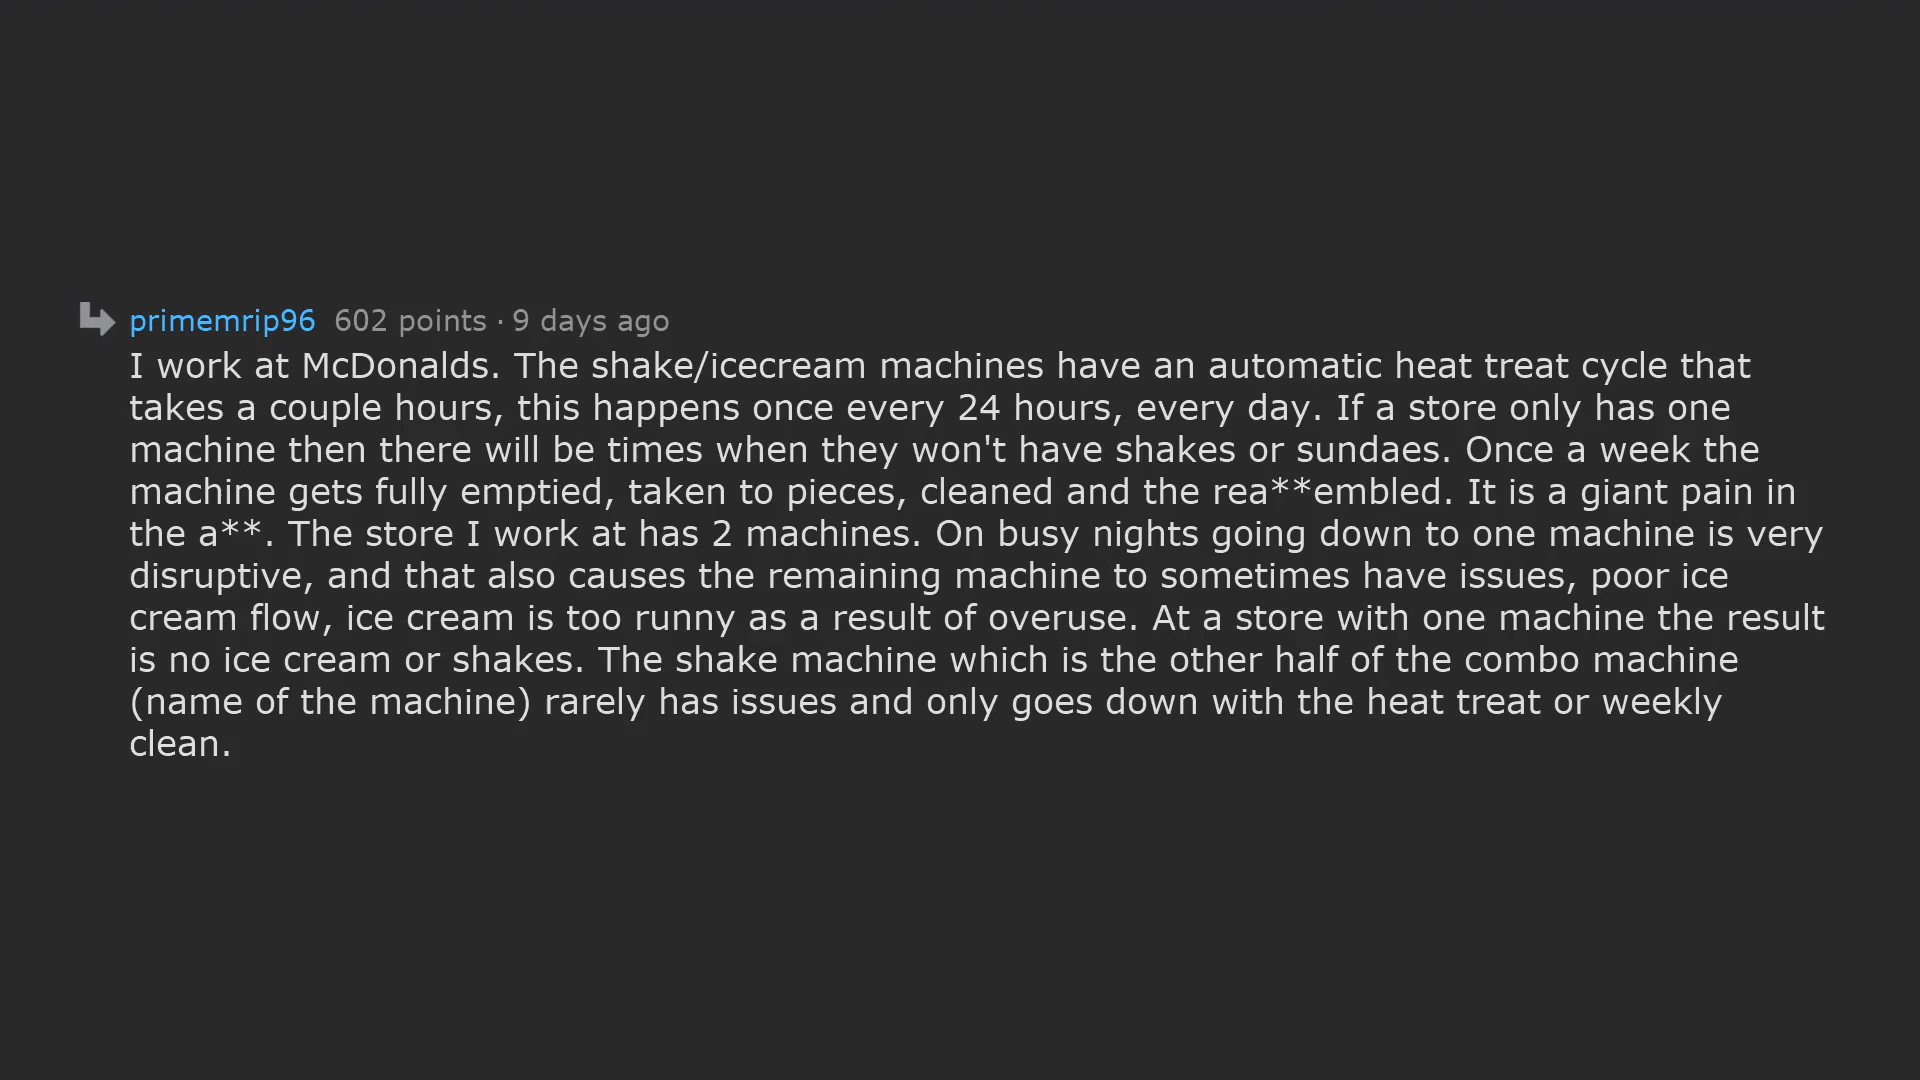 primemrip96 602 points · 9 days ago
I work at McDonalds. The shake/icecream machines have an automatic heat treat cycle that
takes a couple hours, this happens once every 24 hours, every day. If a store only has one
machine then there will be times when they won't have shakes or sundaes. Once a week the
machine gets fully emptied, taken to pieces, cleaned and the rea**embled. It is a giant pain in
the a**. The store I work at has 2 machines. On busy nights going down to one machine is very
disruptive, and that also causes the remaining machine to sometimes have issues, poor ice
cream flow, ice cream is too runny as a result of overuse. At a store with one machine the result
is no ice cream or shakes. The shake machine which is the other half of the combo machine
(name of the machine) rarely has issues and only goes down with the heat treat or weekly
clean.